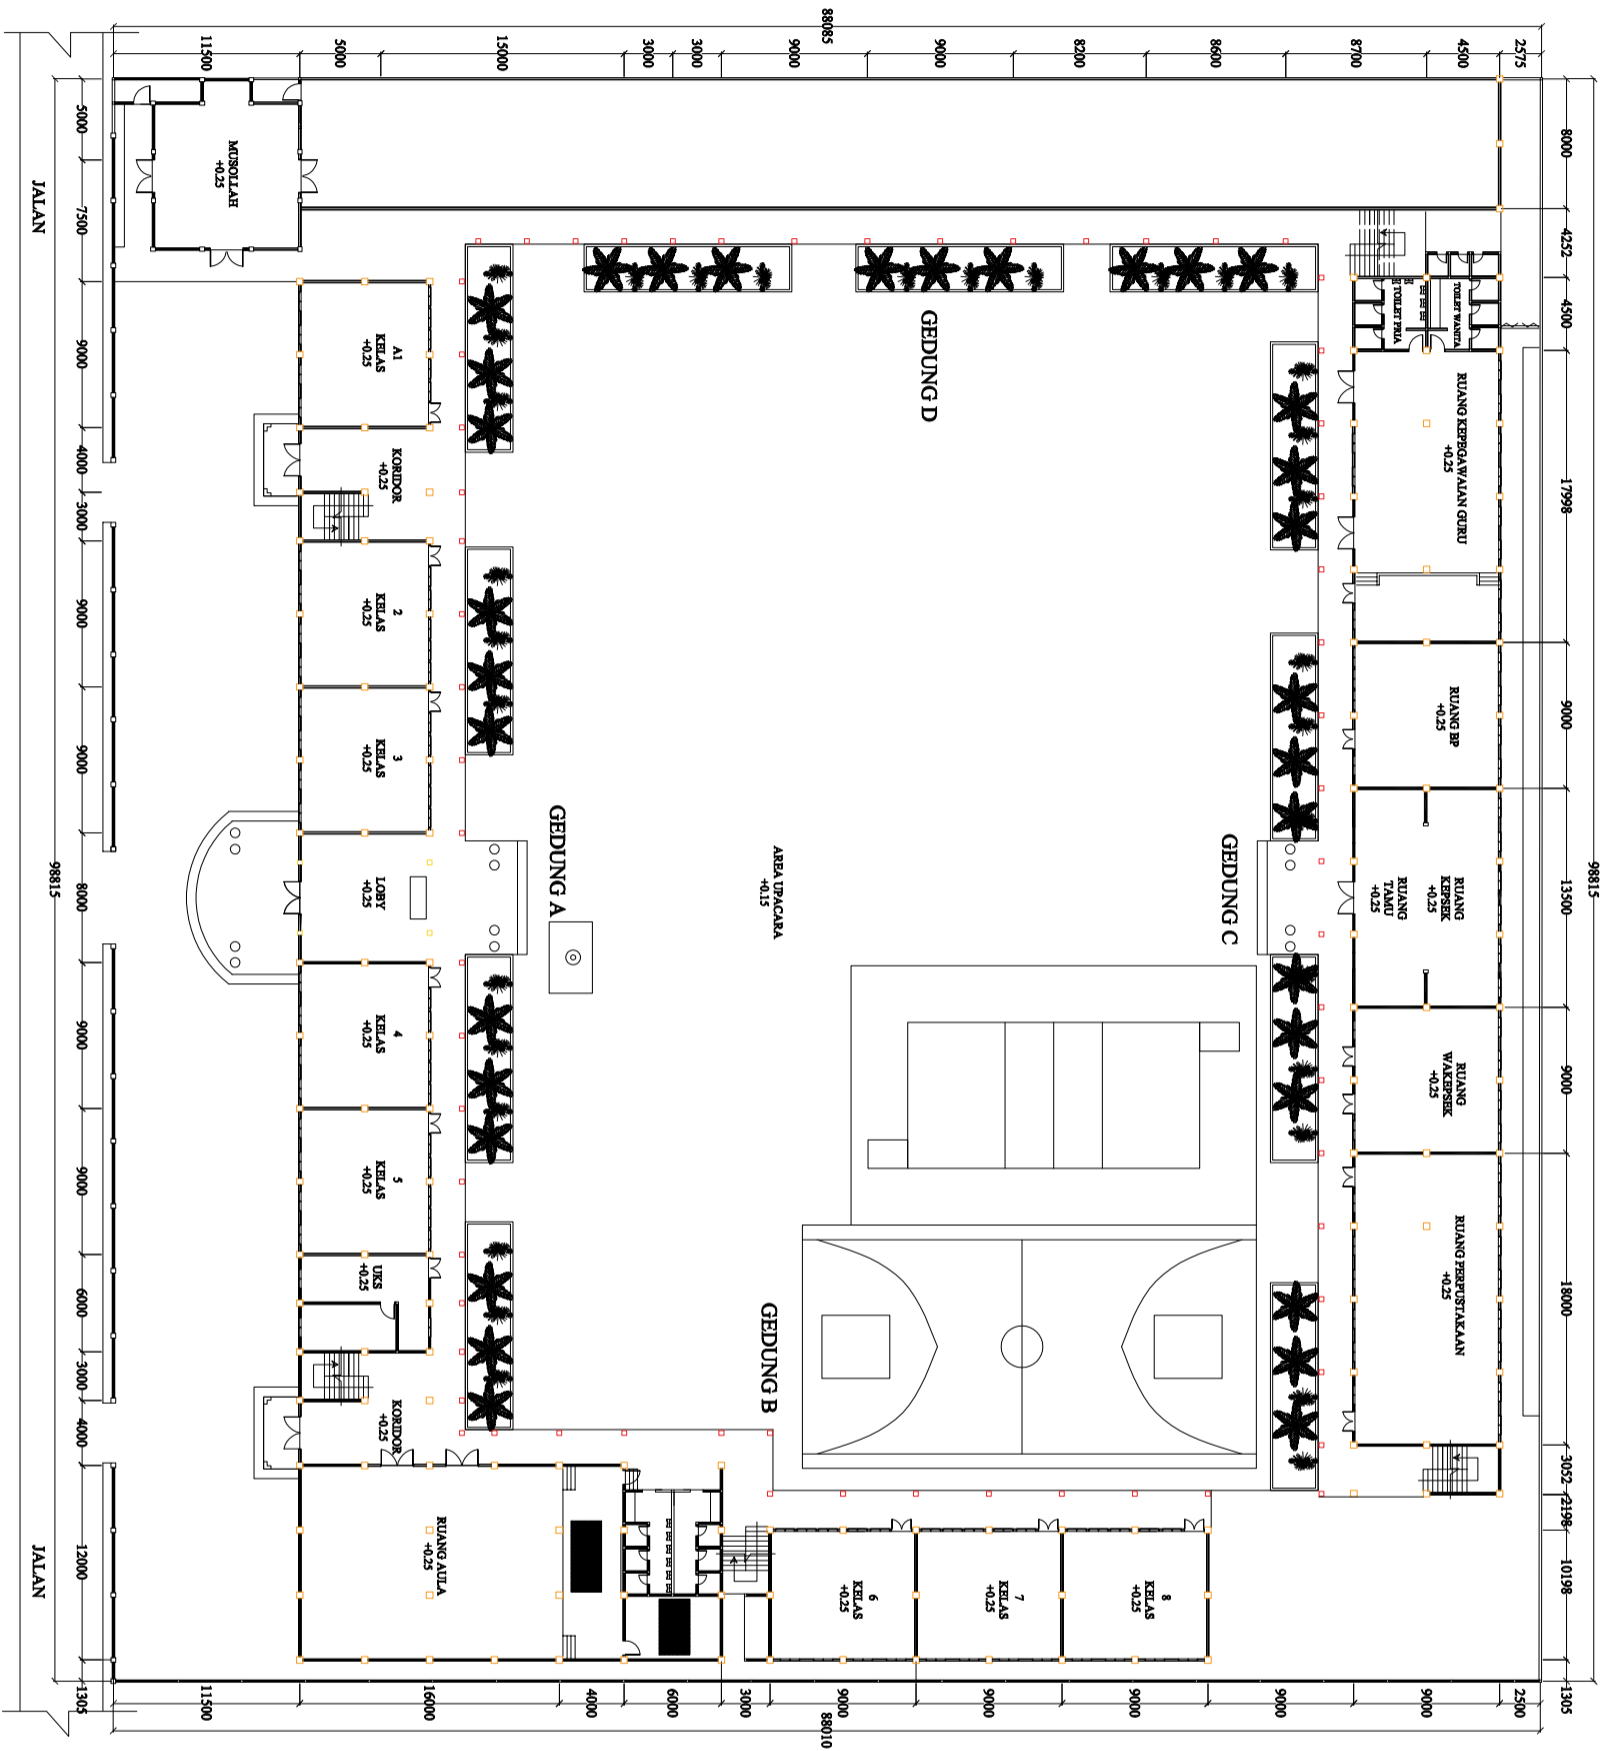 98815
8000
4252
4500
17998
9000
13500
9000
18000
3052
2198
10198
1305
88085
2575
4500
8700
8600
8200
9000
9000
3000
3000
15000
5000
11500
TOILET WANITA
TOILET PRIA
RUANG KEPEGAWAIAN GURU
+0.25
RUANG BP
+0.25
RUANG
KEPSEK
+0.25
RUANG
TAMU
+0.25
RUANG
WAKEPSEK
+0.25
RUANG PERPUSTAKAAN
+0.25
GEDUNG C
GEDUNG D
AREA UPACARA
+0.15
GEDUNG B
GEDUNG A
8
KELAS
+0.25
7
KELAS
+0.25
6
KELAS
+0.25
RUANG AULA
+0.25
MUSOLLAH
+0.25
A1
KELAS
+0.25
KORIDOR
+0.25
2
KELAS
+0.25
3
KELAS
+0.25
LOBY
+0.25
4
KELAS
+0.25
5
KELAS
+0.25
UKS
+0.25
KORIDOR
+0.25
2500
9000
9000
9000
9000
9000
3000
6000
4000
16000
11500
88010
5000
7500
9000
4000
3000
9000
9000
8000
9000
9000
6000
3000
4000
12000
1305
98815
JALAN
JALAN